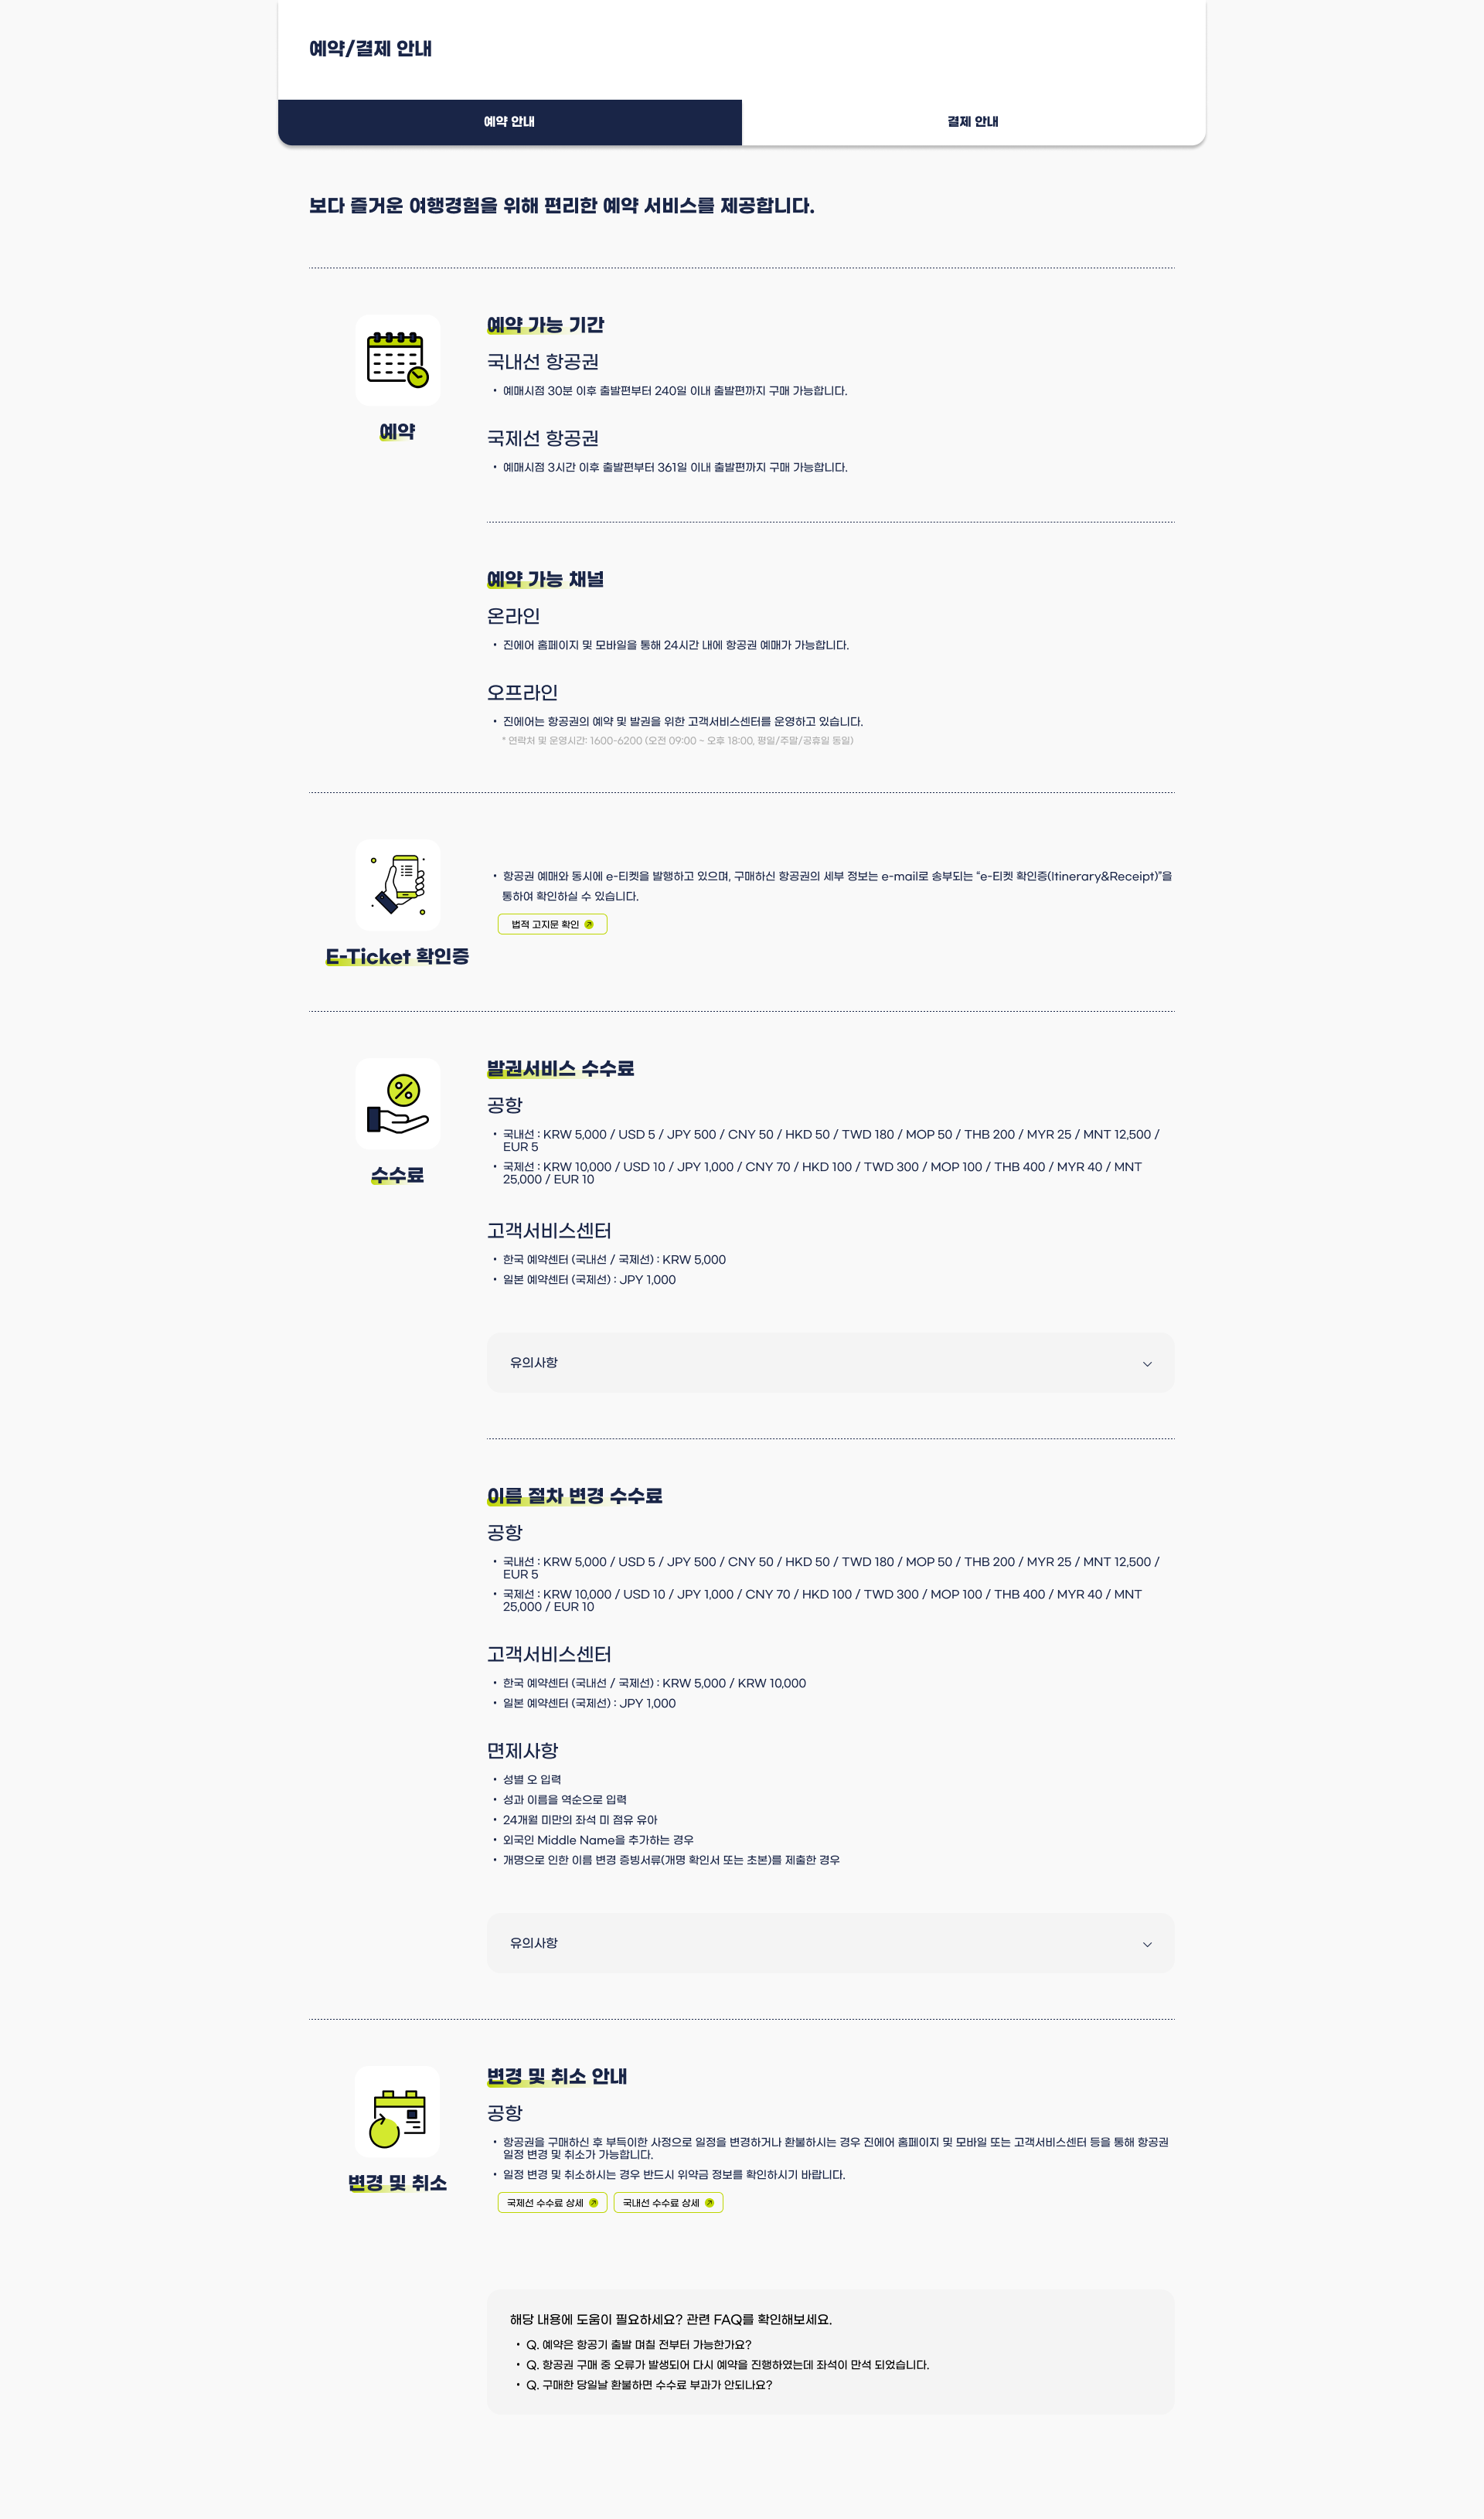 예약/결제 안내
예약 안내
결제 안내
보다 즐거운 여행경험을 위해 편리한 예약 서비스를 제공합니다.
예약
예약 가능 기간
국내선 항공권
• 예매시점 30분 이후 출발편부터 240일 이내 출발편까지 구매 가능합니다.
국제선 항공권
• 예매시점 3시간 이후 출발편부터 361일 이내 출발편까지 구매 가능합니다.
예약 가능 채널
온라인
• 진에어 홈페이지 및 모바일을 통해 24시간 내에 항공권 예매가 가능합니다.
오프라인
• 진에어는 항공권의 예약 및 발권을 위한 고객서비스센터를 운영하고 있습니다.
* 연락처 및 운영시간: 1600-6200 (오전 09:00 ~ 오후 18:00, 평일/주말/공휴일 동일)
E-Ticket 확인증
• 항공권 예매와 동시에 e-티켓을 발행하고 있으며, 구매하신 항공권의 세부 정보는 e-mail로 송부되는 “e-티켓 확인증(Itinerary&Receipt)”을
통하여 확인하실 수 있습니다.
법적 고지문 확인
수수료
발권서비스 수수료
공항
• 국내선 : KRW 5,000 / USD 5 / JPY 500 / CNY 50 / HKD 50 / TWD 180 / MOP 50 / THB 200 / MYR 25 / MNT 12,500 /
EUR 5
• 국제선 : KRW 10,000 / USD 10 / JPY 1,000 / CNY 70 / HKD 100 / TWD 300 / MOP 100 / THB 400 / MYR 40 / MNT
25,000 / EUR 10
고객서비스센터
• 한국 예약센터 (국내선 / 국제선) : KRW 5,000
• 일본 예약센터 (국제선) : JPY 1,000
유의사항
이름 철자 변경 수수료
공항
• 국내선 : KRW 5,000 / USD 5 / JPY 500 / CNY 50 / HKD 50 / TWD 180 / MOP 50 / THB 200 / MYR 25 / MNT 12,500 /
EUR 5
• 국제선 : KRW 10,000 / USD 10 / JPY 1,000 / CNY 70 / HKD 100 / TWD 300 / MOP 100 / THB 400 / MYR 40 / MNT
25,000 / EUR 10
고객서비스센터
• 한국 예약센터 (국내선 / 국제선) : KRW 5,000 / KRW 10,000
• 일본 예약센터 (국제선) : JPY 1,000
면제사항
• 성별 오 입력
• 성과 이름을 역순으로 입력
• 24개월 미만의 좌석 미 점유 유아
• 외국인 Middle Name을 추가하는 경우
• 개명으로 인한 이름 변경 증빙서류(개명 확인서 또는 초본)를 제출한 경우
유의사항
변경 및 취소
변경 및 취소 안내
공항
• 항공권을 구매하신 후 부득이한 사정으로 일정을 변경하거나 환불하시는 경우 진에어 홈페이지 및 모바일 또는 고객서비스센터 등을 통해 항공권
일정 변경 및 취소가 가능합니다.
• 일정 변경 및 취소하시는 경우 반드시 위약금 정보를 확인하시기 바랍니다.
국제선 수수료 상세
국내선 수수료 상세
해당 내용에 도움이 필요하세요? 관련 FAQ를 확인해보세요.
• Q. 예약은 항공기 출발 며칠 전부터 가능한가요?
• Q. 항공권 구매 중 오류가 발생되어 다시 예약을 진행하였는데 좌석이 만석 되었습니다.
• Q. 구매한 당일날 환불하면 수수료 부과가 안되나요?